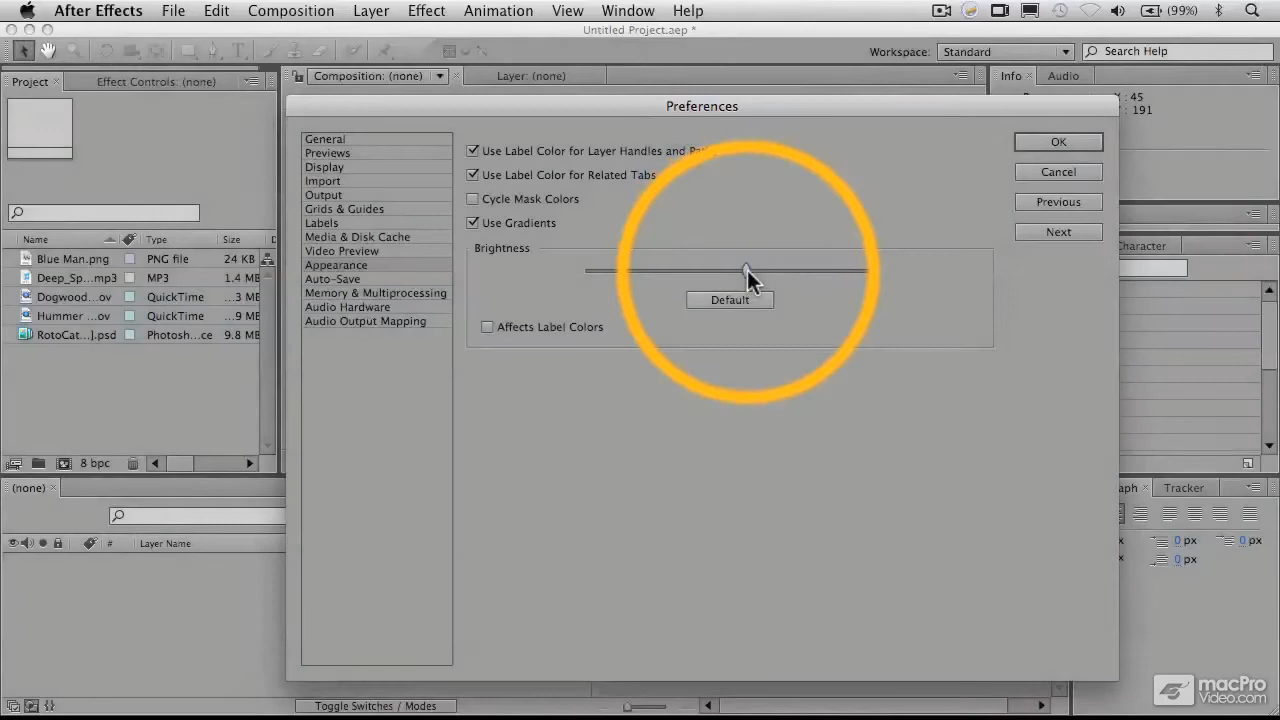 After Effects File Edit Composition Layer Effect Animation View Window Help (99%)
Untitled Project.aep *
Workspace: Standard Search Help
Project Effect Controls: (none) Composition: (none) Layer: (none) Info Audio
: 45
191
Preferences
General
Previews
Display
Import
Output
Grids & Guides
Labels
Media & Disk Cache
Video Preview
Appearance
Auto-Save
Memory & Multiprocessing
Audio Hardware
Audio Output Mapping
Use Label Color for Layer Handles and
Use Label Color for Related Tabs
Cycle Mask Colors
Use Gradients
Brightness
Default
Affects Label Colors
OK
Cancel
Previous
Next
Name Type Size
Blue Man.png PNG file 24 KB
Deep_Sp...mp3 MP3 1.4 MB
Dogwood...ov QuickTime ...3 MB
Hummer ...ov QuickTime ...9 MB
RotoCat...].psd Photosh...ce 9.8 MB
8 bpc
Character
(none)
aph Tracker
# Layer Name
0 px 0 px
0 px
Toggle Switches / Modes
macPro
Video.com